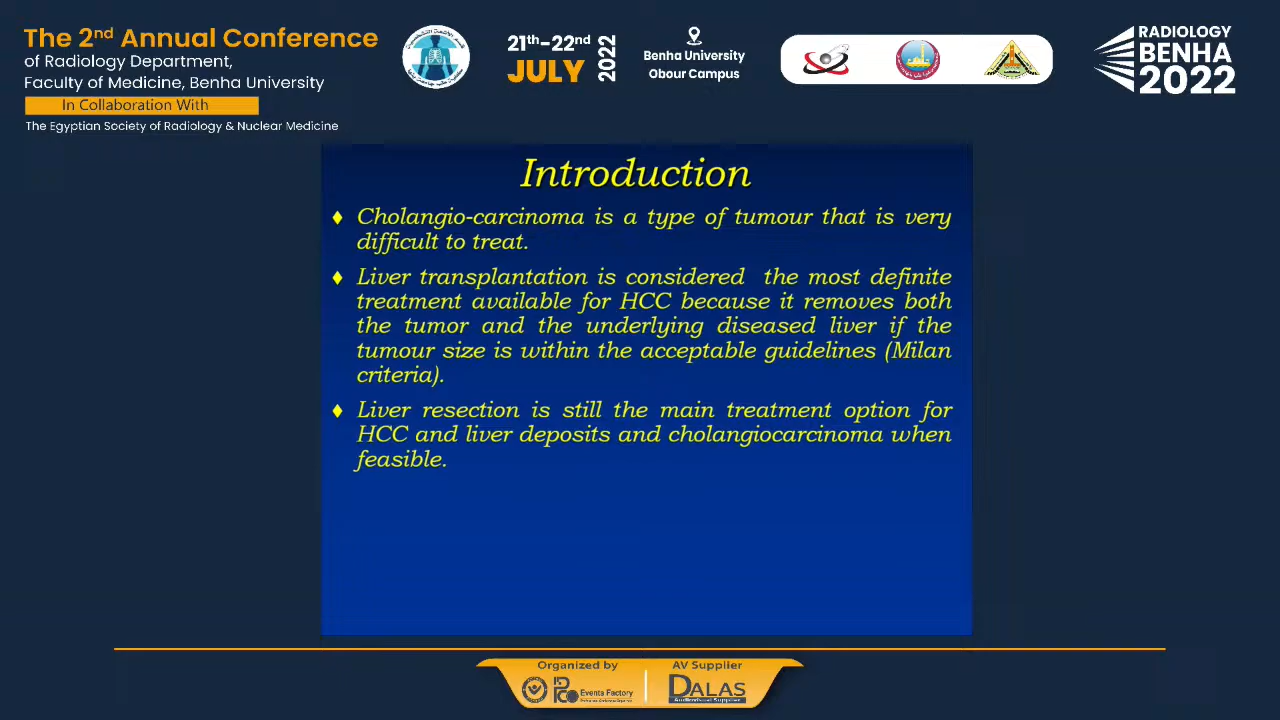 The 2nd Annual Conference
of Radiology Department,
Faculty of Medicine, Benha University
In Collaboration With
The Egyptian Society of Radiology & Nuclear Medicine
21th-22nd
JULY
2022
Benha University
Obour Campus
RADIOLOGY
BENHA
2022
Introduction
♦ Cholangio-carcinoma is a type of tumour that is very
difficult to treat.
♦ Liver transplantation is considered the most definite
treatment available for HCC because it removes both
the tumor and the underlying diseased liver if the
tumour size is within the acceptable guidelines (Milan
criteria).
♦ Liver resection is still the main treatment option for
HCC and liver deposits and cholangiocarcinoma when
feasible.
Organized by
Events Factory
AV Supplier
DALAS
Audiovisual Supplier